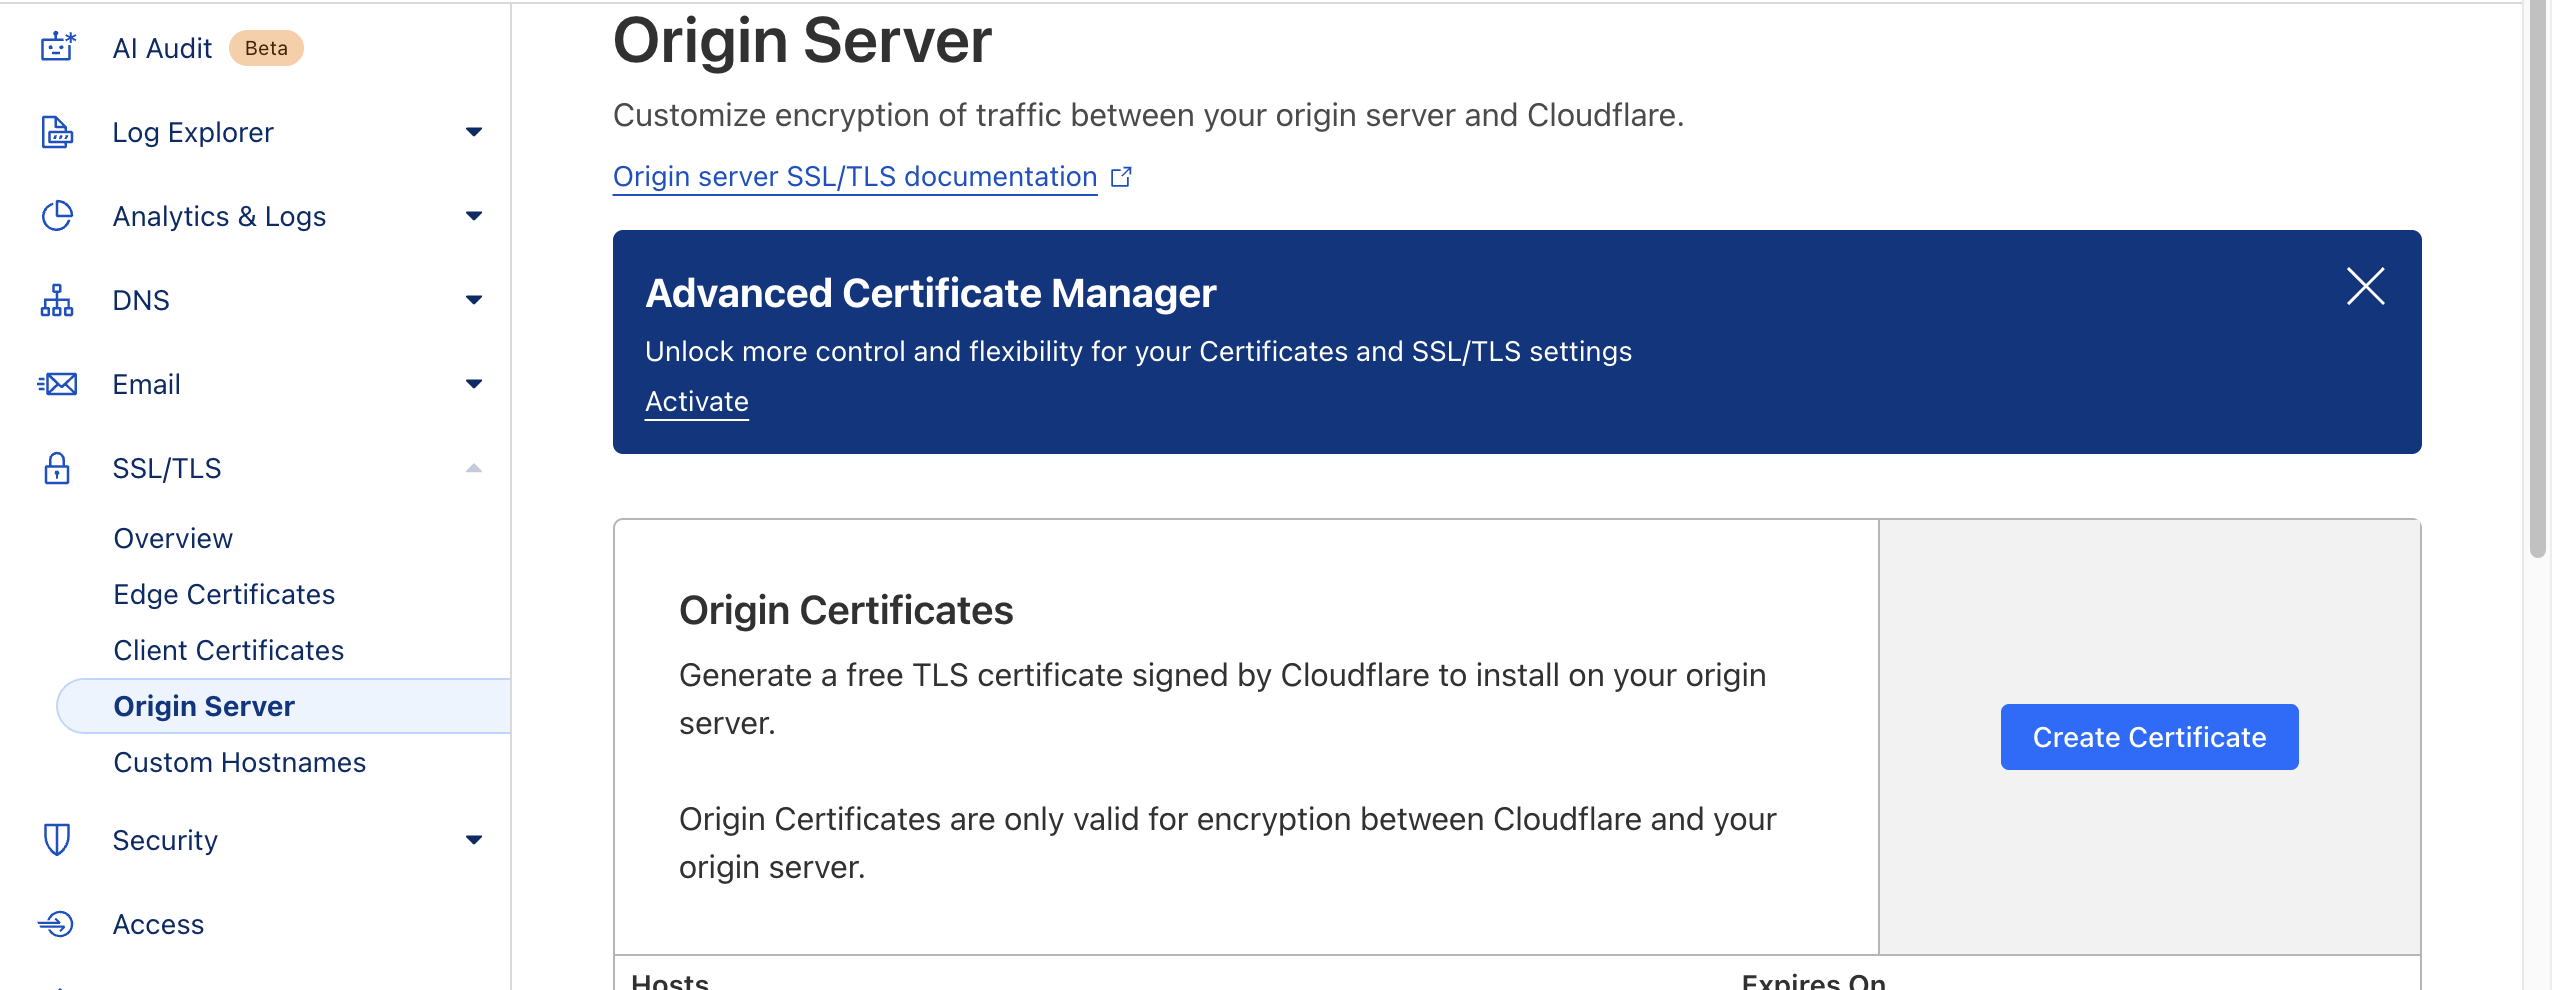 AI Audit Beta
Log Explorer
Analytics & Logs
DNS
Email
SSL/TLS
Overview
Edge Certificates
Client Certificates
Origin Server
Custom Hostnames
Security
Access
Origin Server
Customize encryption of traffic between your origin server and Cloudflare.
Origin server SSL/TLS documentation
Advanced Certificate Manager
Unlock more control and flexibility for your Certificates and SSL/TLS settings
Activate
Origin Certificates
Generate a free TLS certificate signed by Cloudflare to install on your origin
server.
Origin Certificates are only valid for encryption between Cloudflare and your
origin server.
Create Certificate
Hosts
Expires On